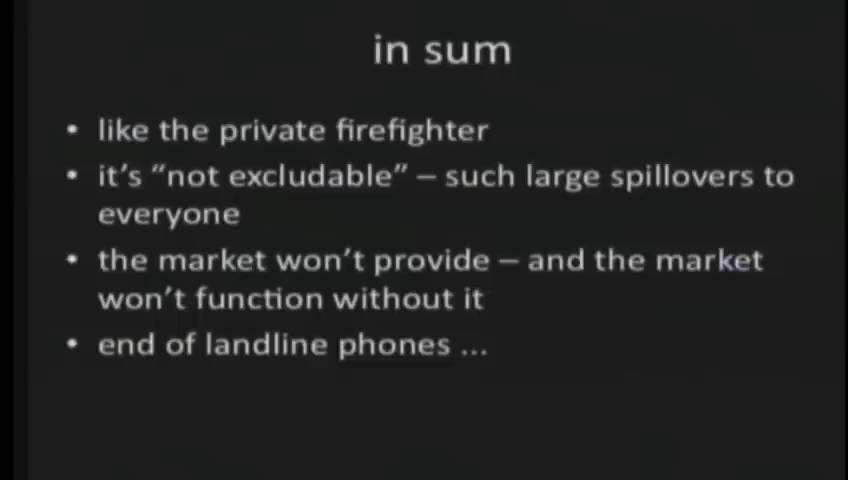 in sum
• like the private firefighter
• it's “not excludable” – such large spillovers to
everyone
• the market won't provide – and the market
won't function without it
• end of landline phones ...